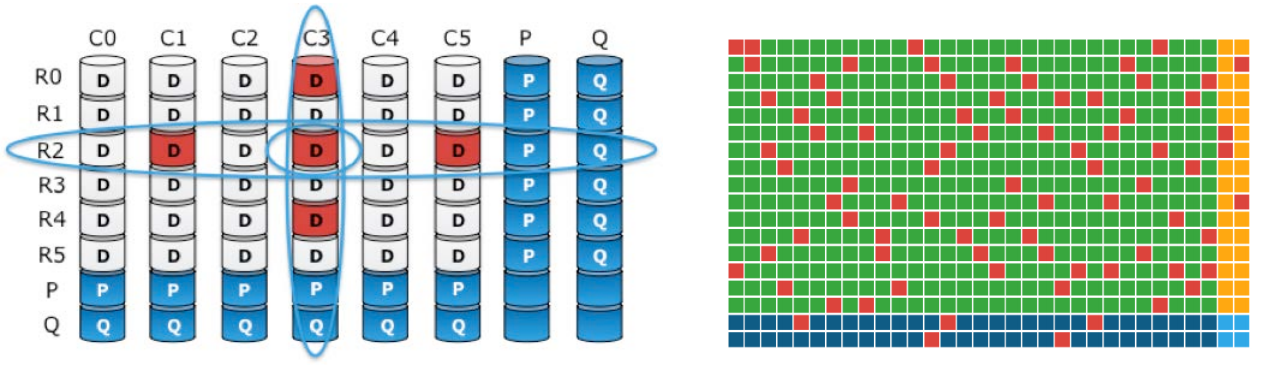 C0 C1 C2 C3 C4 C5 P Q
R0 D D D D D D P Q
R1 D D D D D D P Q
R2 D D D D D D P Q
R3 D D D D D D P Q
R4 D D D D D D P Q
R5 D D D D D D P Q
P P P P P P P
Q Q Q Q Q Q Q